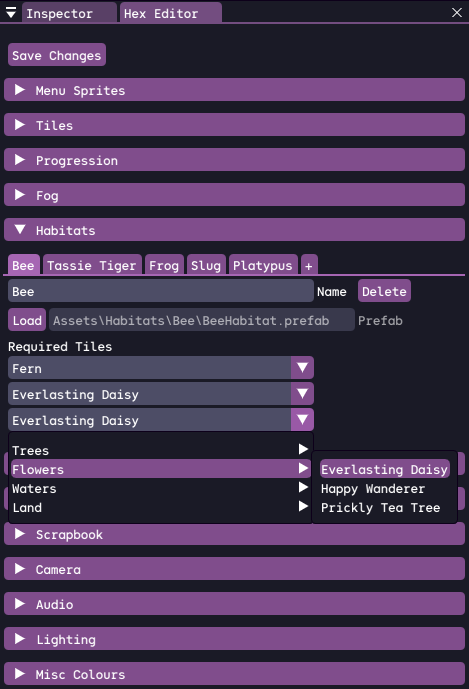 Inspector Hex Editor
Save Changes
Menu Sprites
Tiles
Progression
Fog
Habitats
Bee Tassie Tiger Frog Slug Platypus +
Bee Name Delete
Load Assets\Habitats\Bee\BeeHabitat.prefab Prefab
Required Tiles
Fern
Everlasting Daisy
Everlasting Daisy
Trees
Flowers Everlasting Daisy
Waters Happy Wanderer
Land Prickly Tea Tree
Scrapbook
Camera
Audio
Lighting
Misc Colours